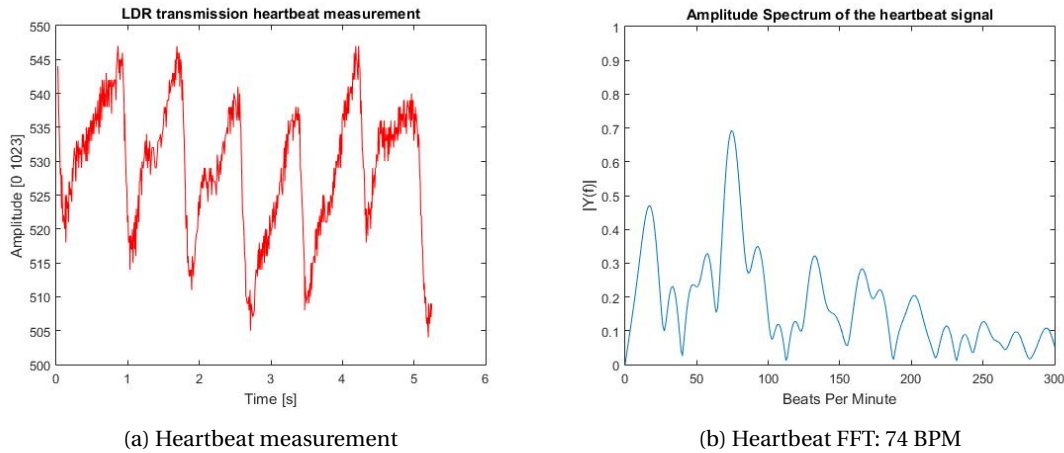 LDR transmission heartbeat measurement
550
545
540
535
530
525
520
515
510
505
500
Amplitude [0 1023]
0 1 2 3 4 5 6
Time [s]
(a) Heartbeat measurement
Amplitude Spectrum of the heartbeat signal
1
0.9
0.8
0.7
0.6
0.5
0.4
0.3
0.2
0.1
0
|Y(f)|
0 50 100 150 200 250 300
Beats Per Minute
(b) Heartbeat FFT: 74 BPM